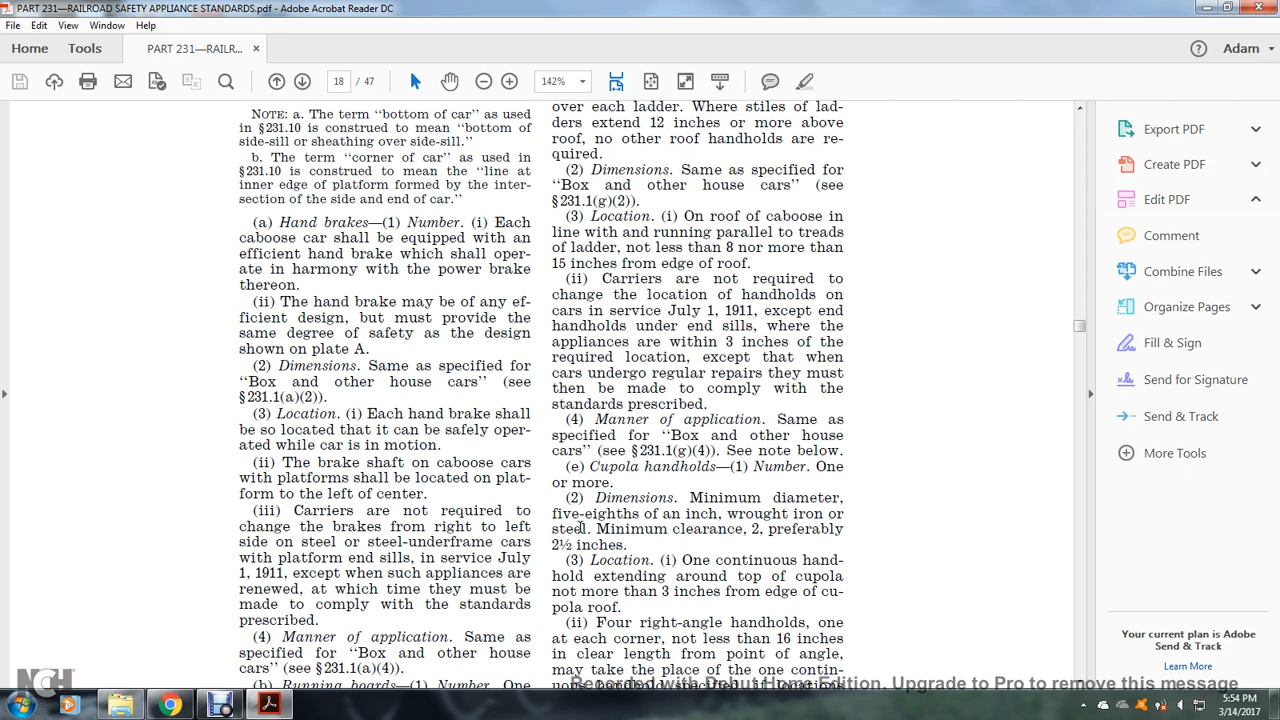 PART 231—RAILROAD SAFETY APPLIANCE STANDARDS.pdf - Adobe Acrobat Reader DC
File Edit View Window Help
Home Tools PART 231—RAILR... ×
Adam
18 / 47 142%
NOTE: a. The term ‘‘bottom of car’’ as used
in §231.10 is construed to mean ‘‘bottom of
side-sill or sheathing over side-sill.’’
b. The term ‘‘corner of car’’ as used in
§231.10 is construed to mean the ‘‘line at
inner edge of platform formed by the inter-
section of the side and end of car.’’
(a) Hand brakes—(1) Number. (i) Each
caboose car shall be equipped with an
efficient hand brake which shall oper-
ate in harmony with the power brake
thereon.
(ii) The hand brake may be of any ef-
ficient design, but must provide the
same degree of safety as the design
shown on plate A.
(2) Dimensions. Same as specified for
‘‘Box and other house cars’’ (see
§231.1(a)(2)).
(3) Location. (i) Each hand brake shall
be so located that it can be safely oper-
ated while car is in motion.
(ii) The brake shaft on caboose cars
with platforms shall be located on plat-
form to the left of center.
(iii) Carriers are not required to
change the brakes from right to left
side on steel or steel-underframe cars
with platform end sills, in service July
1, 1911, except when such appliances are
renewed, at which time they must be
made to comply with the standards
prescribed.
(4) Manner of application. Same as
specified for ‘‘Box and other house
cars’’ (see §231.1(a)(4)).
(b) Running boards—(1) Number. One
over each ladder. Where stiles of lad-
ders extend 12 inches or more above
roof, no other roof handholds are re-
quired.
(2) Dimensions. Same as specified for
‘‘Box and other house cars’’ (see
§231.1(g)(2)).
(3) Location. (i) On roof of caboose in
line with and running parallel to treads
of ladder, not less than 8 nor more than
15 inches from edge of roof.
(ii) Carriers are not required to
change the location of handholds on
cars in service July 1, 1911, except end
handholds under end sills, where the
appliances are within 3 inches of the
required location, except that when
cars undergo regular repairs they must
then be made to comply with the
standards prescribed.
(4) Manner of application. Same as
specified for ‘‘Box and other house
cars’’ (see §231.1(g)(4)). See note below.
(e) Cupola handholds—(1) Number. One
or more.
(2) Dimensions. Minimum diameter,
five-eighths of an inch, wrought iron or
steel. Minimum clearance, 2, preferably
2½ inches.
(3) Location. (i) One continuous hand-
hold extending around top of cupola
not more than 3 inches from edge of cu-
pola roof.
(ii) Four right-angle handholds, one
at each corner, not less than 16 inches
in clear length from point of angle,
may take the place of the one contin-
Export PDF
Create PDF
Edit PDF
Comment
Combine Files
Organize Pages
Fill & Sign
Send for Signature
Send & Track
More Tools
Your current plan is Adobe
Send & Track
Learn More
NCH
Recorded with Debut Home Edition. Upgrade to Pro to remove this message
5:54 PM
3/14/2017